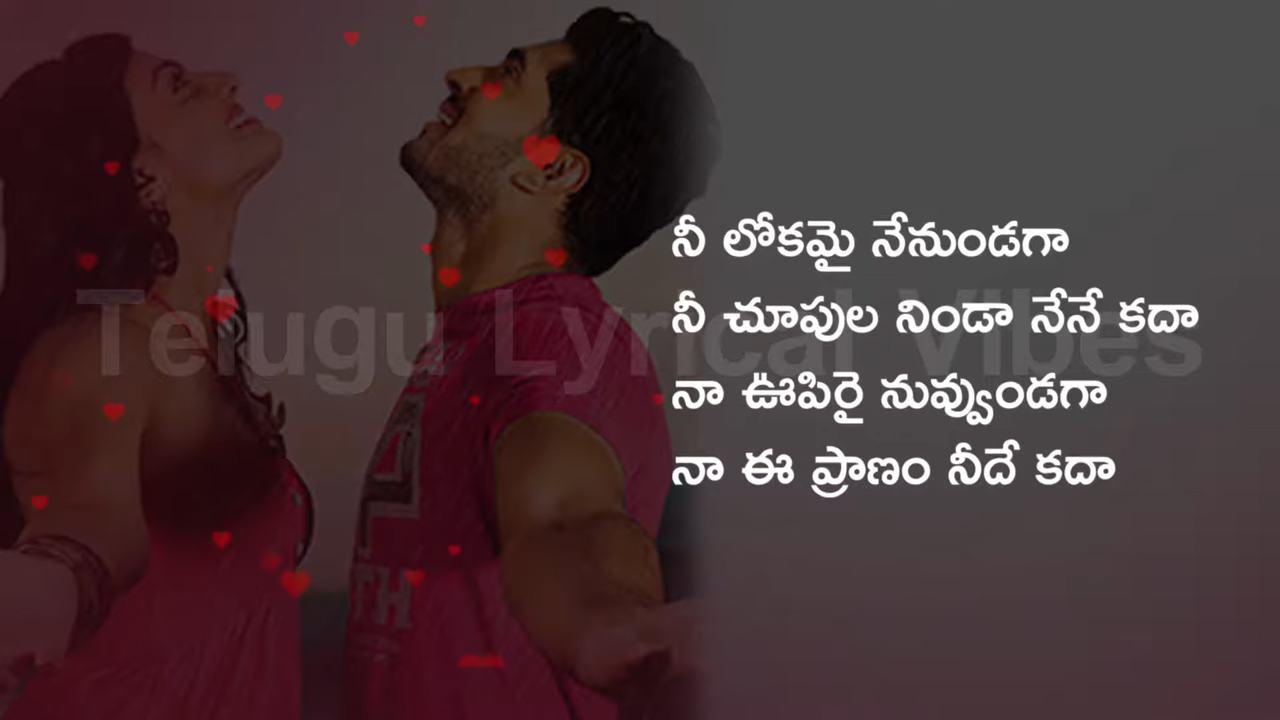 నీ లోకమై నేనుండగా
నీ చూపుల నిండా నేనే కదా
Telugu Lyrical Vibes
నా ఊపిరై నువ్వుండగా
నా ఈ ప్రాణం నీదే కదా